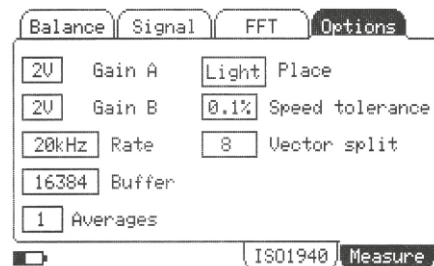 Balance Signal FFT Options
2V Gain A Light Place
2V Gain B 0.1% Speed tolerance
20kHz Rate 8 Vector split
16384 Buffer
1 Averages
ISO1940 Measure